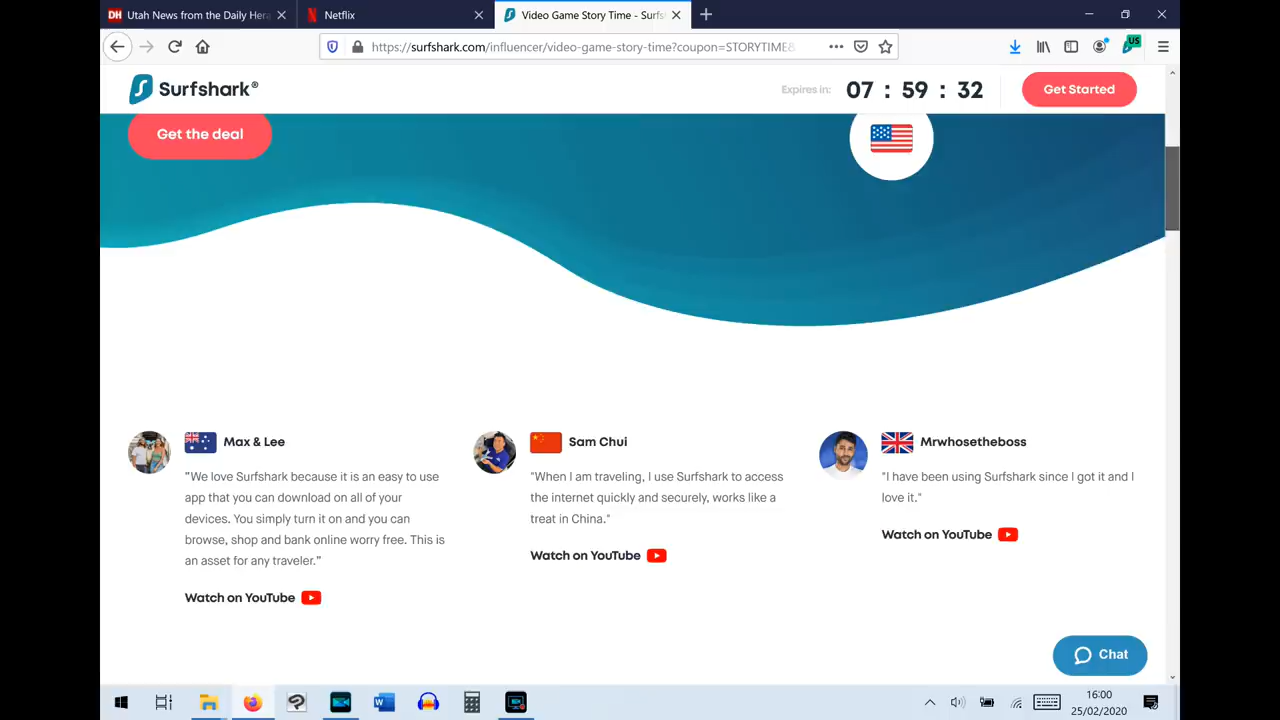 DH Utah News from the Daily Hera
Netflix
Video Game Story Time - Surfs
https://surfshark.com/influencer/video-game-story-time?coupon=STORYTIME&
US
Surfshark®
Expires in: 07 : 59 : 32
Get Started
Get the deal
Max & Lee
"We love Surfshark because it is an easy to use
app that you can download on all of your
devices. You simply turn it on and you can
browse, shop and bank online worry free. This is
an asset for any traveler."
Watch on YouTube
Sam Chui
"When I am traveling, I use Surfshark to access
the internet quickly and securely, works like a
treat in China."
Watch on YouTube
Mrwhosetheboss
"I have been using Surfshark since I got it and I
love it."
Watch on YouTube
Chat
16:00
25/02/2020